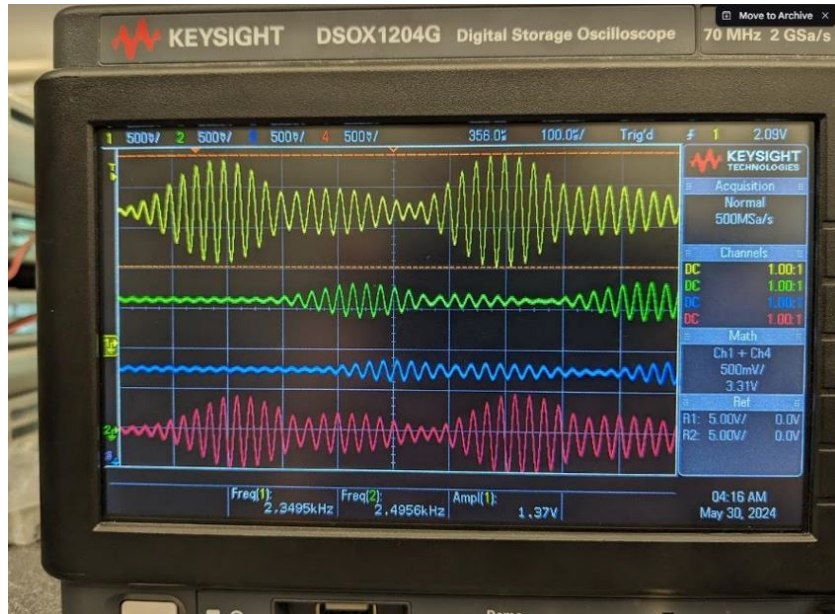 Move to Archive ×
KEYSIGHT DSOX1204G Digital Storage Oscilloscope 70 MHz 2 GSa/s
1 500mV/ 2 500mV/ 3 500mV/ 4 500mV/ 356.0us 100.0us/ Trig'd 1 2.09V
KEYSIGHT
TECHNOLOGIES
Acquisition
Normal
500MSa/s
Channels
DC 1.00:1
DC 1.00:1
DC 1.00:1
DC 1.00:1
Math
Ch1 + Ch4
500mV/
3.31V
Ref
R1: 5.00V/ 0.0V
R2: 5.00V/ 0.0V
Freq(1):
2.3495kHz
Freq(2):
2.4956kHz
Ampl(1):
1.37V
04:16 AM
May 30, 2024